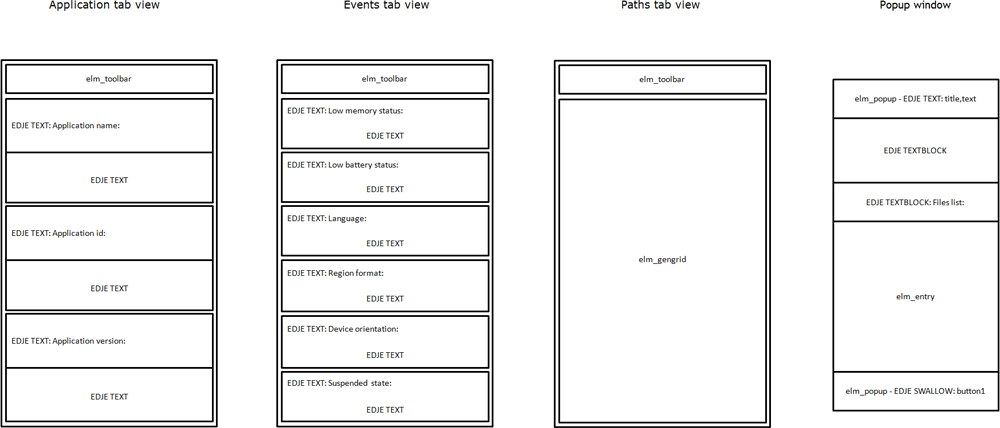 Application tab view
elm_toolbar
EDJE TEXT: Application name:
EDJE TEXT
EDJE TEXT: Application id:
EDJE TEXT
EDJE TEXT: Application version:
EDJE TEXT
Events tab view
elm_toolbar
EDJE TEXT: Low memory status:
EDJE TEXT
EDJE TEXT: Low battery status:
EDJE TEXT
EDJE TEXT: Language:
EDJE TEXT
EDJE TEXT: Region format:
EDJE TEXT
EDJE TEXT: Device orientation:
EDJE TEXT
EDJE TEXT: Suspended state:
EDJE TEXT
Paths tab view
elm_toolbar
elm_gengrid
Popup window
elm_popup - EDJE TEXT: title,text
EDJE TEXTBLOCK
EDJE TEXTBLOCK: Files list:
elm_entry
elm_popup - EDJE SWALLOW: button1